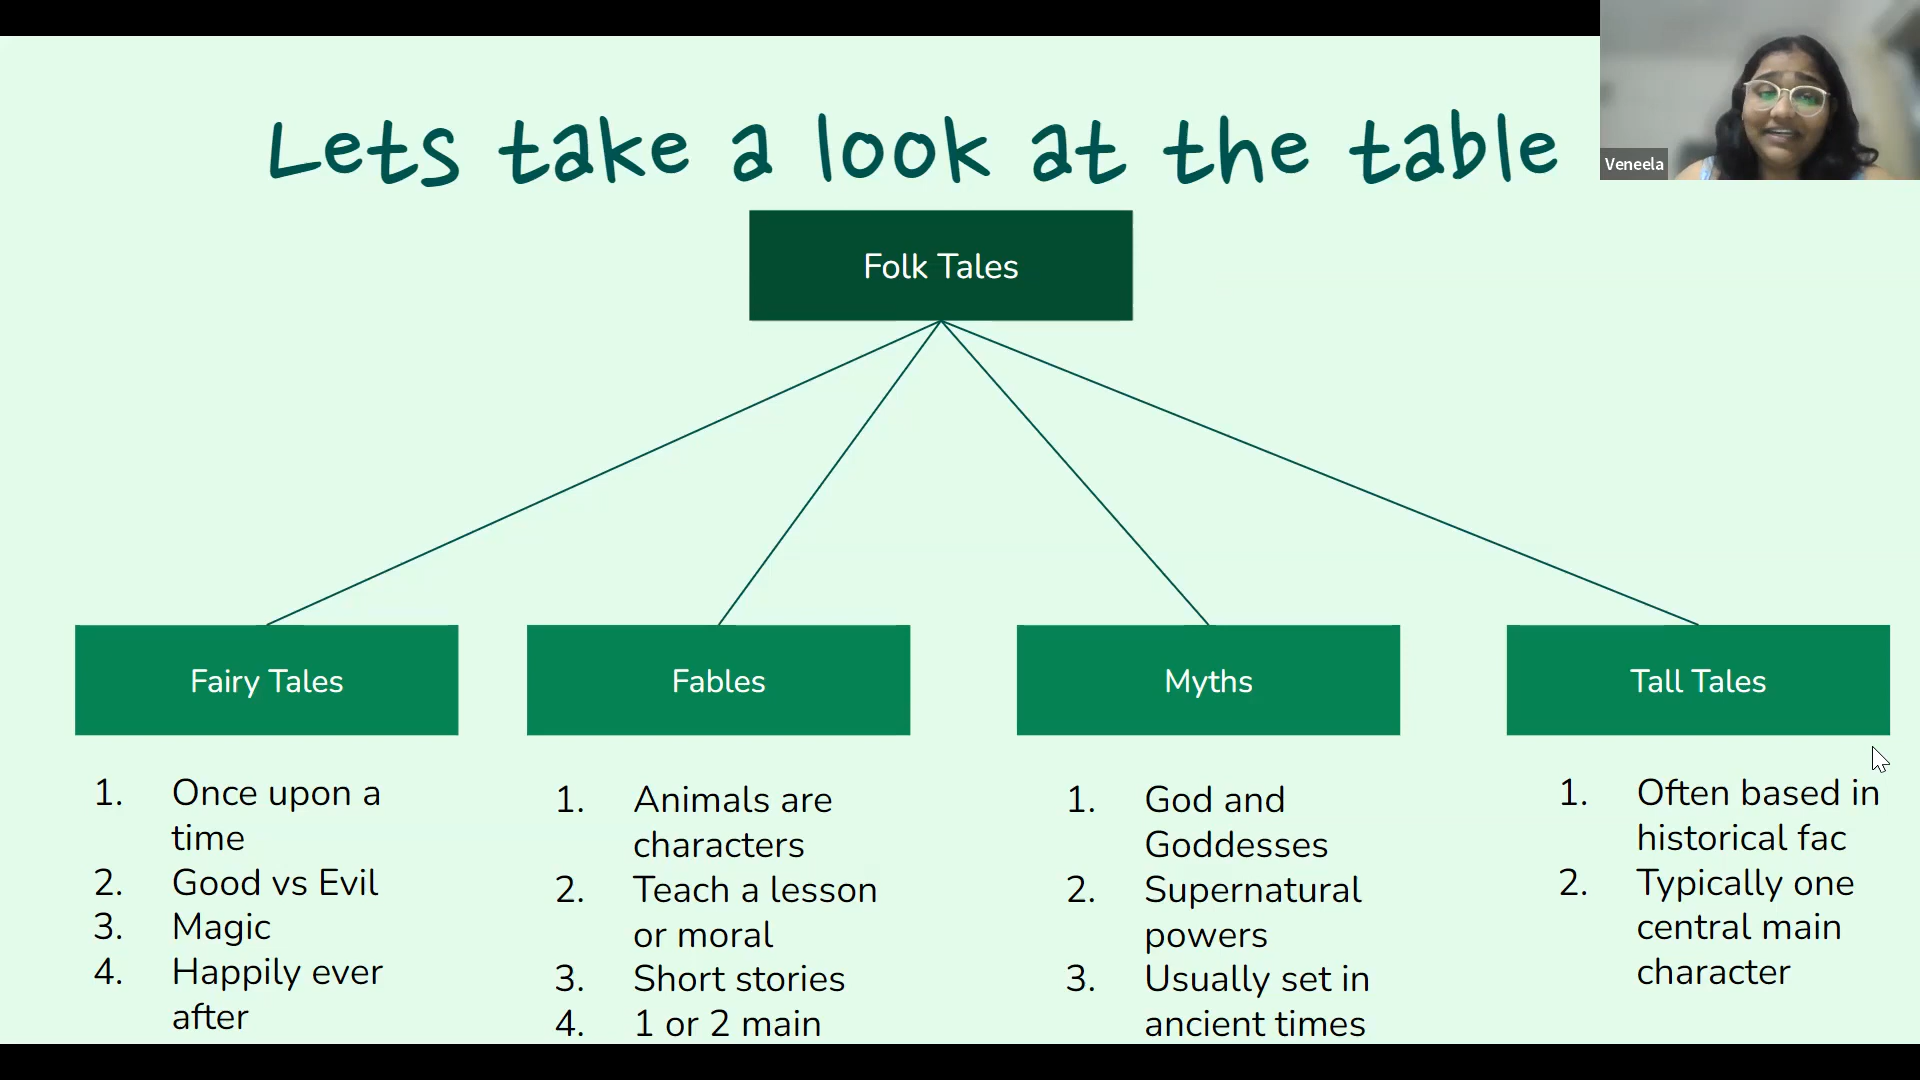 Lets take a look at the table
Veneela
Folk Tales
Fairy Tales
Fables
Myths
Tall Tales
1. Once upon a
time
2. Good vs Evil
3. Magic
4. Happily ever
after
1. Animals are
characters
2. Teach a lesson
or moral
3. Short stories
4. 1 or 2 main
1. God and
Goddesses
2. Supernatural
powers
3. Usually set in
ancient times
1. Often based in
historical fac
2. Typically one
central main
character